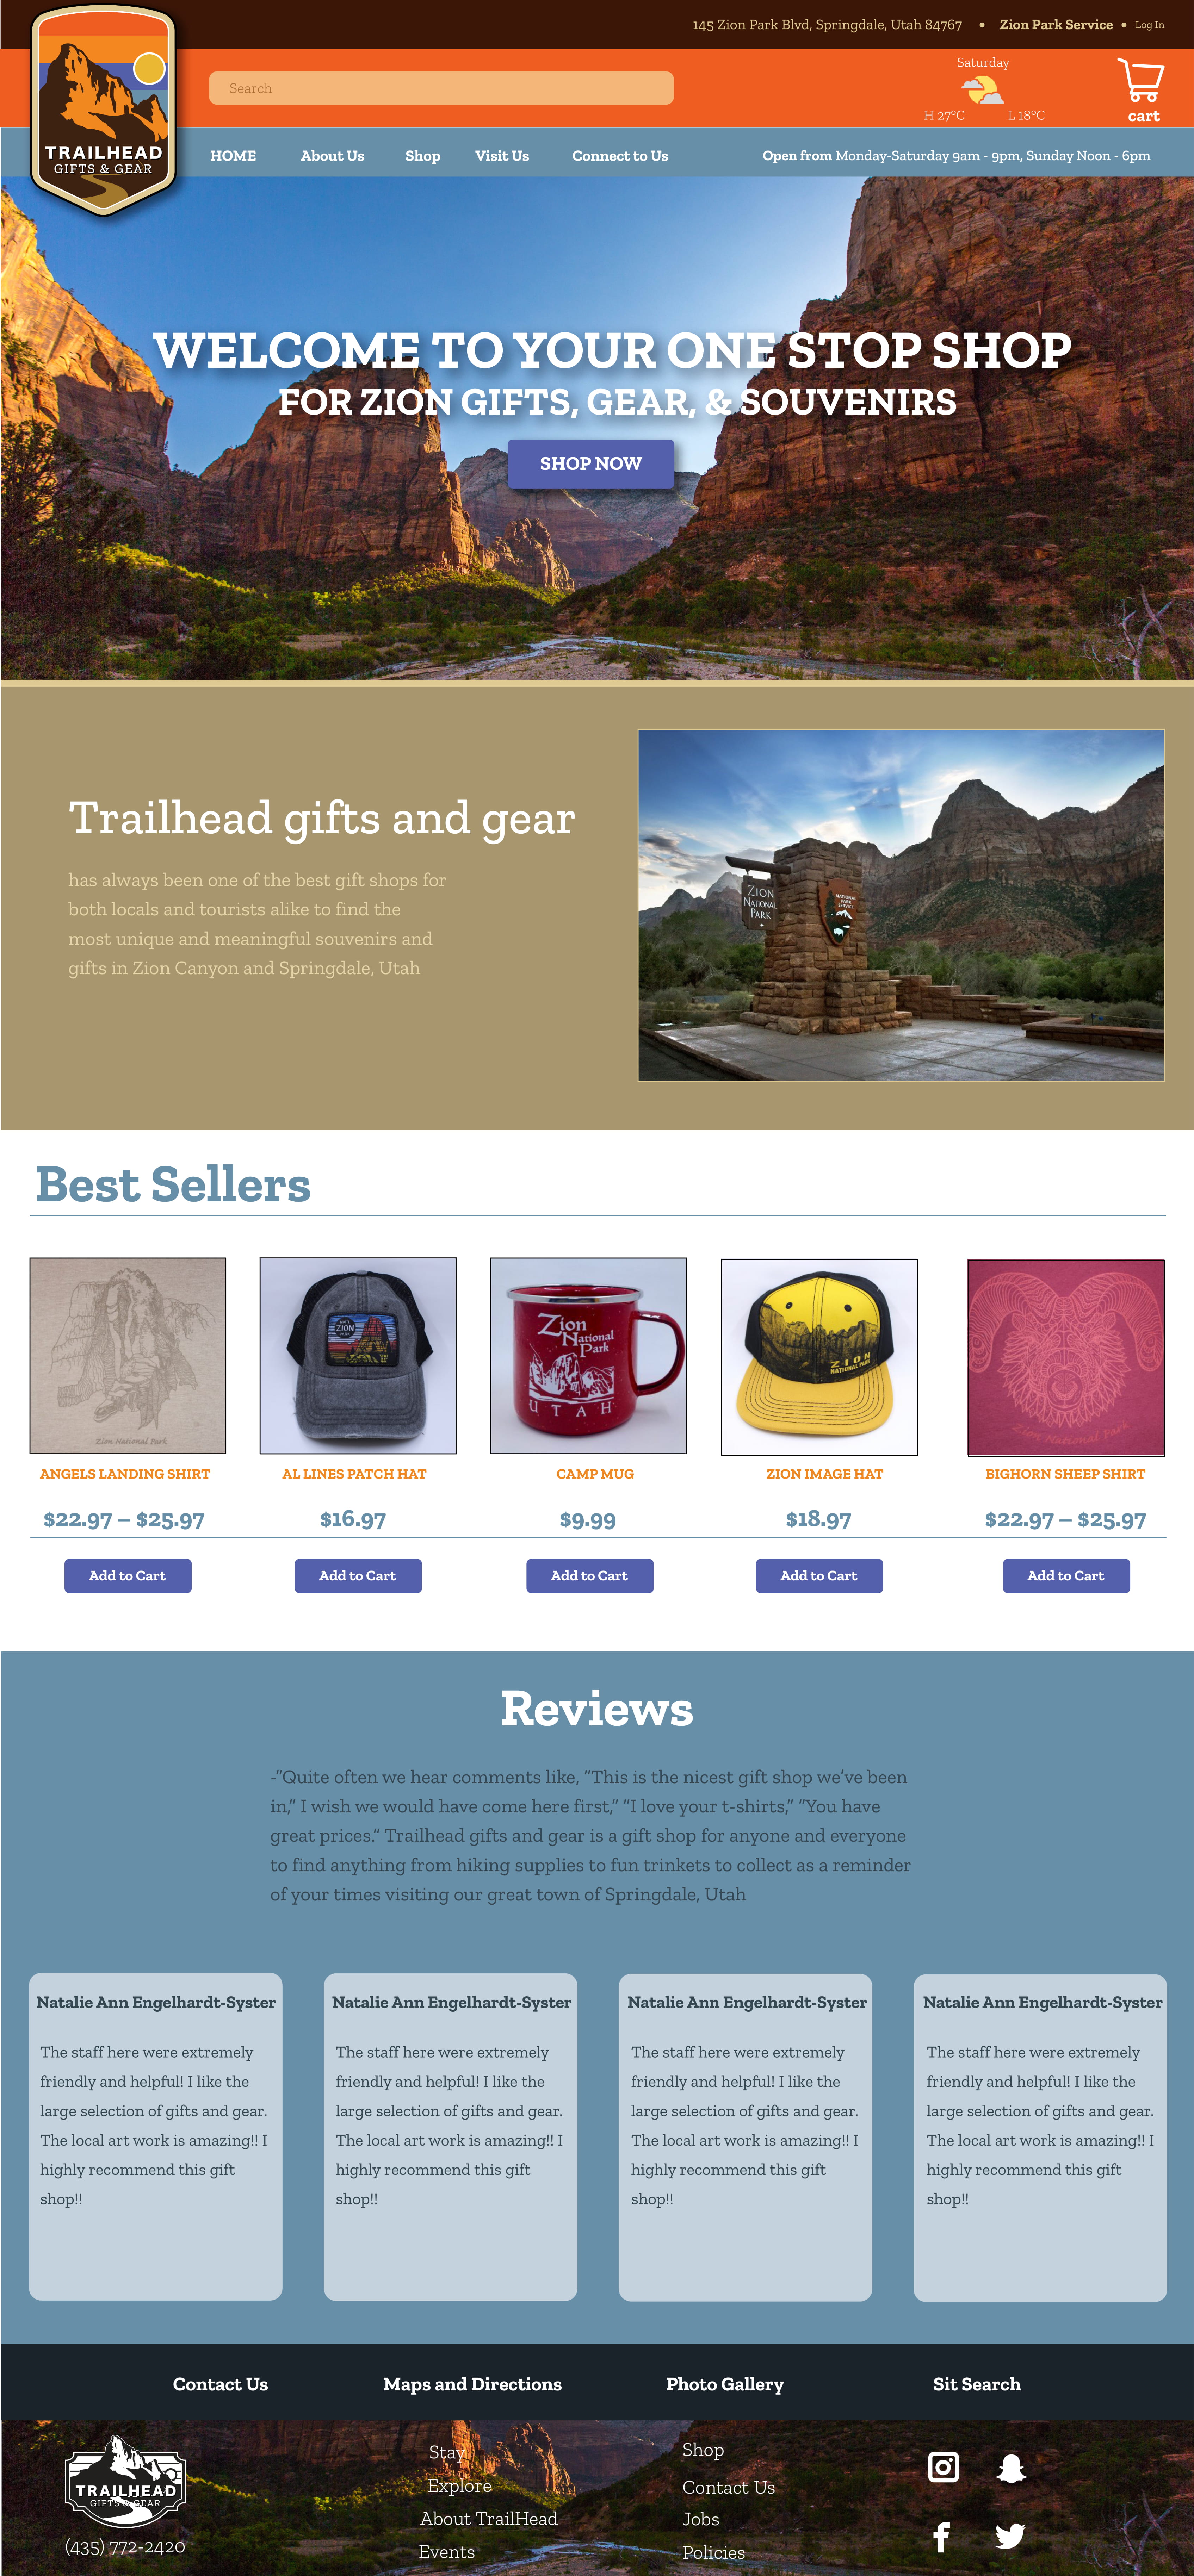 145 Zion Park Blvd, Springdale, Utah 84767 • Zion Park Service • Log In
TRAILHEAD
GIFTS & GEAR
Search
Saturday
H 27°C L 18°C
cart
HOME About Us Shop Visit Us Connect to Us Open from Monday-Saturday 9am - 9pm, Sunday Noon - 6pm
WELCOME TO YOUR ONE STOP SHOP
FOR ZION GIFTS, GEAR, & SOUVENIRS
SHOP NOW
Trailhead gifts and gear
has always been one of the best gift shops for
both locals and tourists alike to find the
most unique and meaningful souvenirs and
gifts in Zion Canyon and Springdale, Utah
ZION
NATIONAL
PARK
NATIONAL
PARK
SERVICE
Best Sellers
Zion National Park
ZION
Zion
National
Park
UTAH
ZION
NATIONAL PARK
Zion National Park
ANGELS LANDING SHIRT AL LINES PATCH HAT CAMP MUG ZION IMAGE HAT BIGHORN SHEEP SHIRT
$22.97 – $25.97 $16.97 $9.99 $18.97 $22.97 – $25.97
Add to Cart Add to Cart Add to Cart Add to Cart Add to Cart
Reviews
-"Quite often we hear comments like, "This is the nicest gift shop we've been
in," I wish we would have come here first," "I love your t-shirts," "You have
great prices." Trailhead gifts and gear is a gift shop for anyone and everyone
to find anything from hiking supplies to fun trinkets to collect as a reminder
of your times visiting our great town of Springdale, Utah
Natalie Ann Engelhardt-Syster
The staff here were extremely
friendly and helpful! I like the
large selection of gifts and gear.
The local art work is amazing!! I
highly recommend this gift
shop!!
Natalie Ann Engelhardt-Syster
The staff here were extremely
friendly and helpful! I like the
large selection of gifts and gear.
The local art work is amazing!! I
highly recommend this gift
shop!!
Natalie Ann Engelhardt-Syster
The staff here were extremely
friendly and helpful! I like the
large selection of gifts and gear.
The local art work is amazing!! I
highly recommend this gift
shop!!
Natalie Ann Engelhardt-Syster
The staff here were extremely
friendly and helpful! I like the
large selection of gifts and gear.
The local art work is amazing!! I
highly recommend this gift
shop!!
Contact Us Maps and Directions Photo Gallery Sit Search
TRAILHEAD
GIFTS & GEAR
(435) 772-2420
Stay
Explore
About TrailHead
Events
Shop
Contact Us
Jobs
Policies